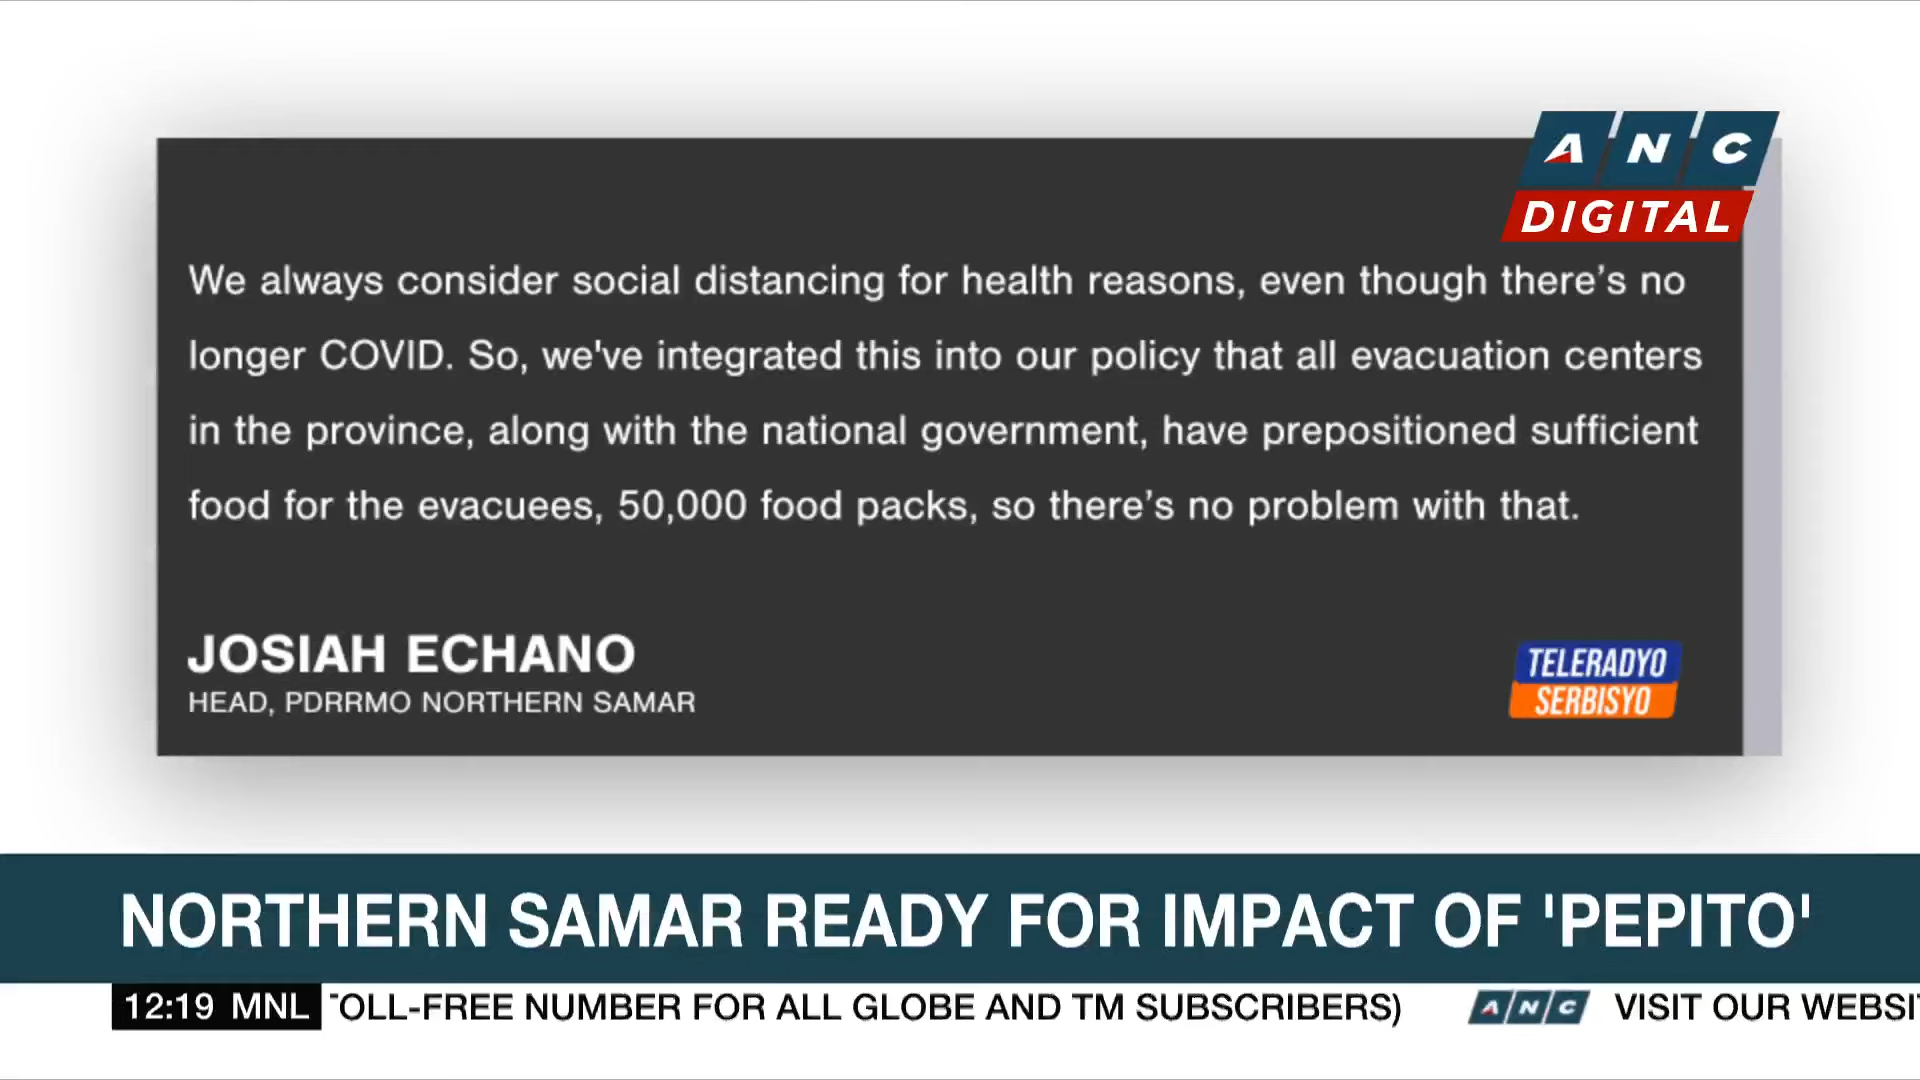 ANC
DIGITAL
We always consider social distancing for health reasons, even though there’s no
longer COVID. So, we've integrated this into our policy that all evacuation centers
in the province, along with the national government, have prepositioned sufficient
food for the evacuees, 50,000 food packs, so there’s no problem with that.
JOSIAH ECHANO
HEAD, PDRRMO NORTHERN SAMAR
TELERADYO
SERBISYO
NORTHERN SAMAR READY FOR IMPACT OF 'PEPITO'
12:19 MNL TOLL-FREE NUMBER FOR ALL GLOBE AND TM SUBSCRIBERS) ANC VISIT OUR WEBSIT